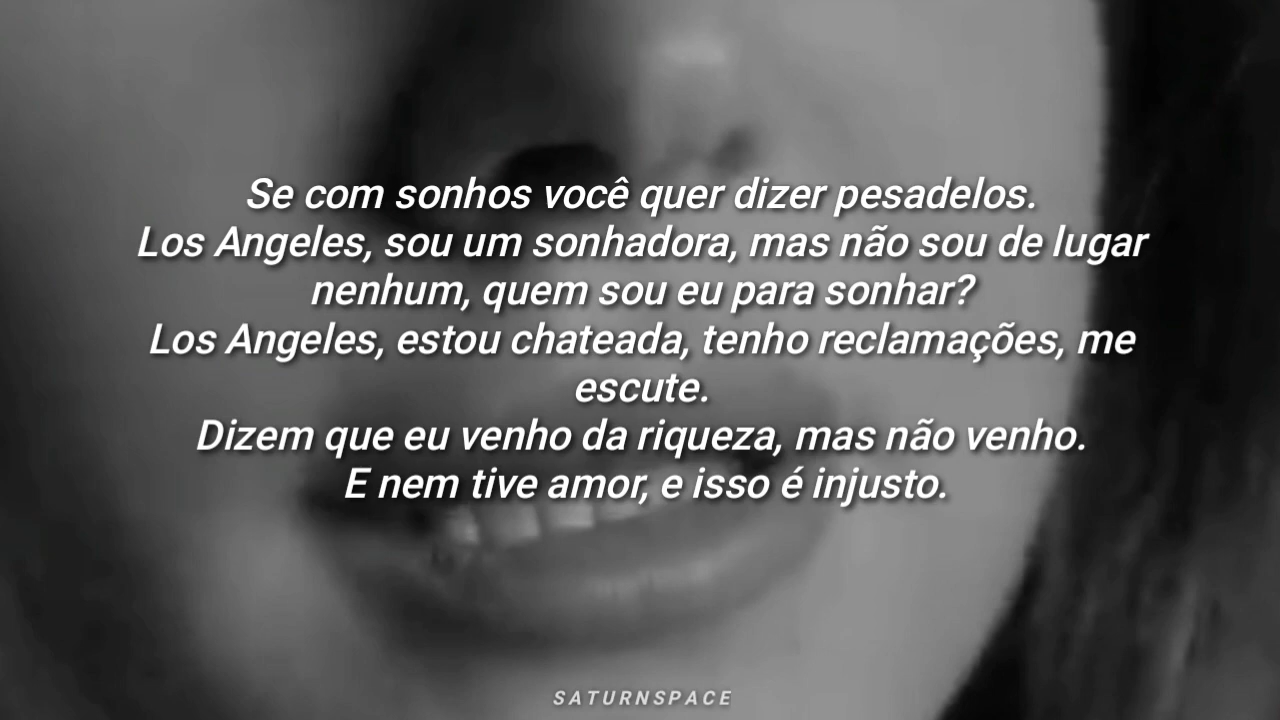 Se com sonhos você quer dizer pesadelos.
Los Angeles, sou um sonhadora, mas não sou de lugar
nenhum, quem sou eu para sonhar?
Los Angeles, estou chateada, tenho reclamações, me
escute.
Dizem que eu venho da riqueza, mas não venho.
E nem tive amor, e isso é injusto.
SATURNSPACE